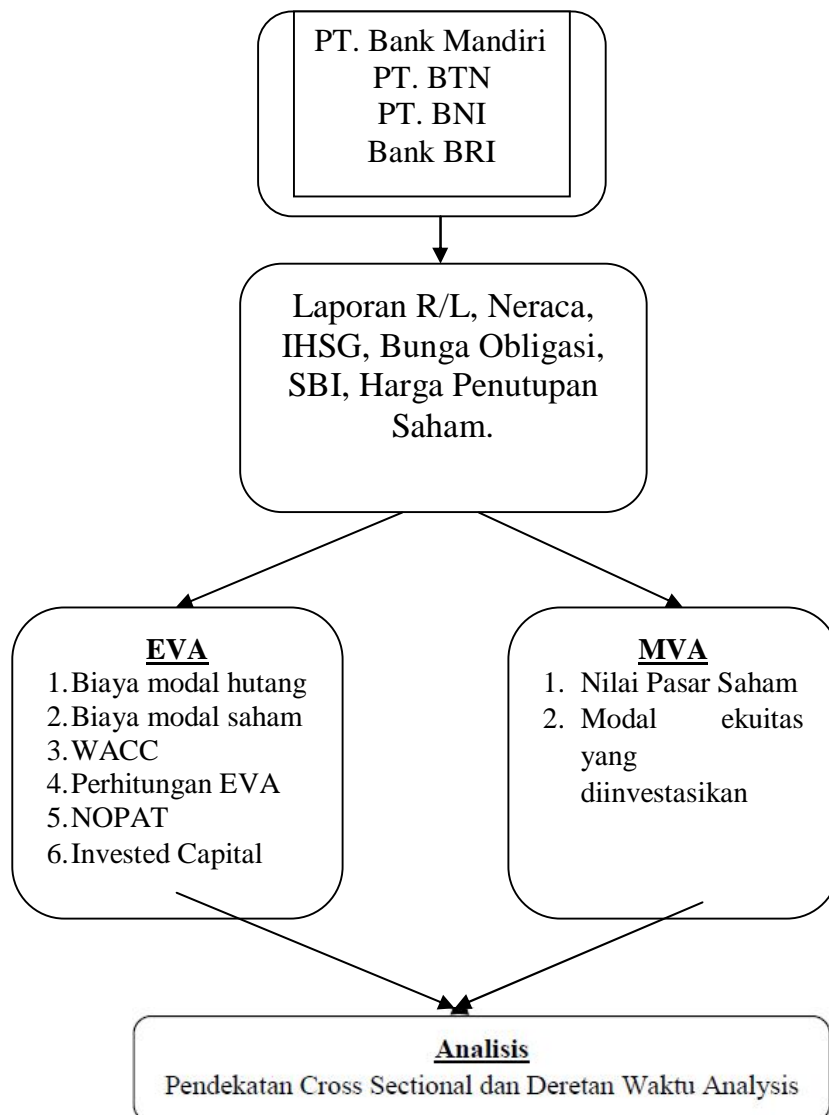 PT. Bank Mandiri
PT. BTN
PT. BNI
Bank BRI
Laporan R/L, Neraca,
IHSG, Bunga Obligasi,
SBI, Harga Penutupan
Saham.
EVA
1. Biaya modal hutang
2. Biaya modal saham
3. WACC
4. Perhitungan EVA
5. NOPAT
6. Invested Capital
MVA
1. Nilai Pasar Saham
2. Modal ekuitas
yang
diinvestasikan
Analisis
Pendekatan Cross Sectional dan Deretan Waktu Analysis